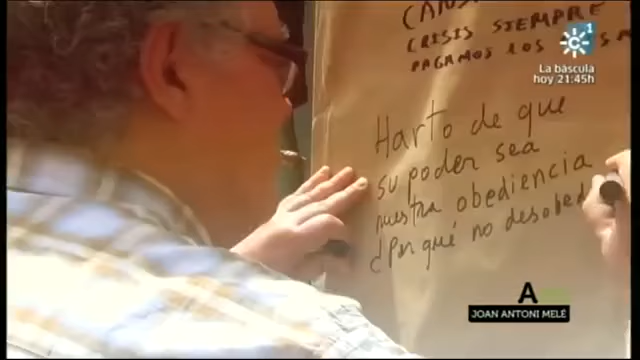 CRISIS SIEMPRE
PAGAMOS LOS
1
La báscula
hoy 21:45h
Harto de que
su poder sea
nuestra obediencia
¿Por qué no desobed
A
JOAN ANTONI MELÉ